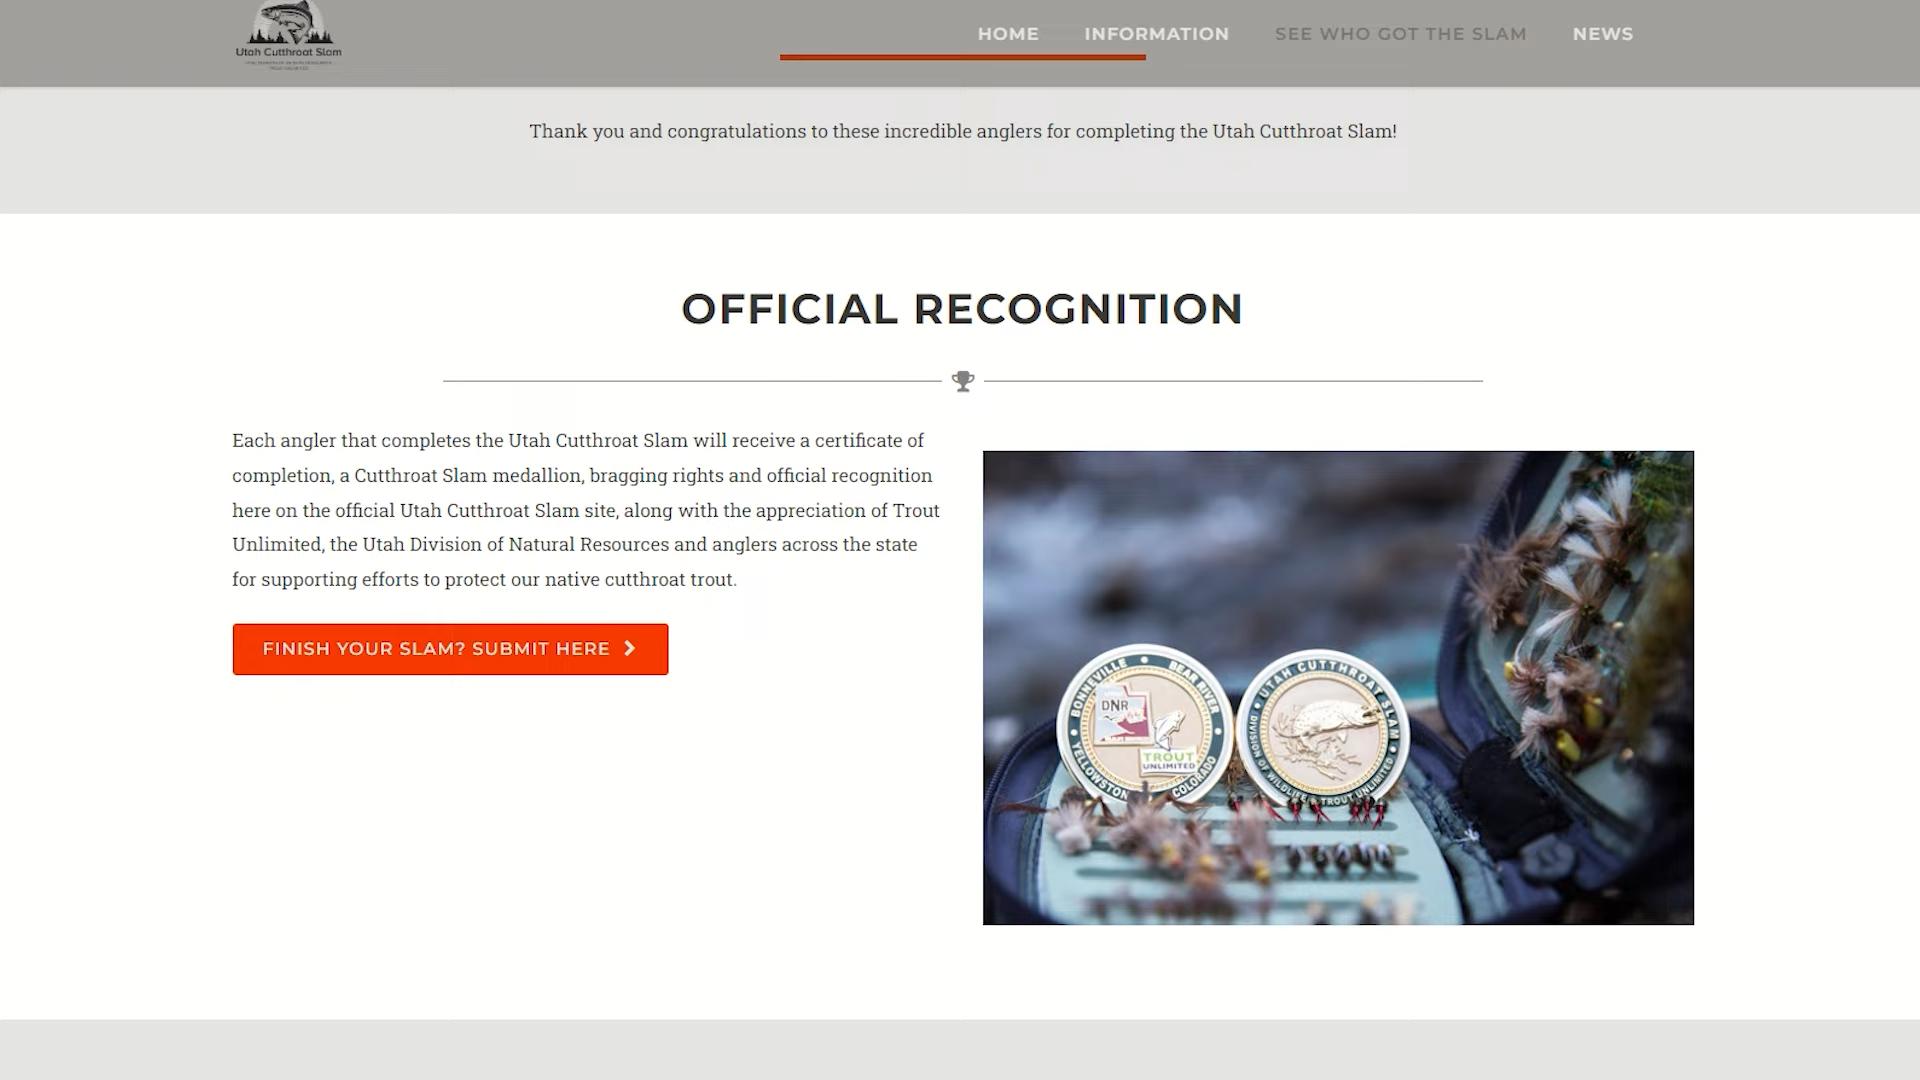 Utah Cutthroat Slam
HOME
INFORMATION
SEE WHO GOT THE SLAM
NEWS
Thank you and congratulations to these incredible anglers for completing the Utah Cutthroat Slam!
OFFICIAL RECOGNITION
Each angler that completes the Utah Cutthroat Slam will receive a certificate of
completion, a Cutthroat Slam medallion, bragging rights and official recognition
here on the official Utah Cutthroat Slam site, along with the appreciation of Trout
Unlimited, the Utah Division of Natural Resources and anglers across the state
for supporting efforts to protect our native cutthroat trout.
FINISH YOUR SLAM? SUBMIT HERE
BONNEVILLE • BEAR RIVER
DNR
TROUT
UNLIMITED
YELLOWSTON COLORADO
UTAH CUTTHROAT SLAM
DIVISION OF WILDLIFE TROUT UNLIMITED